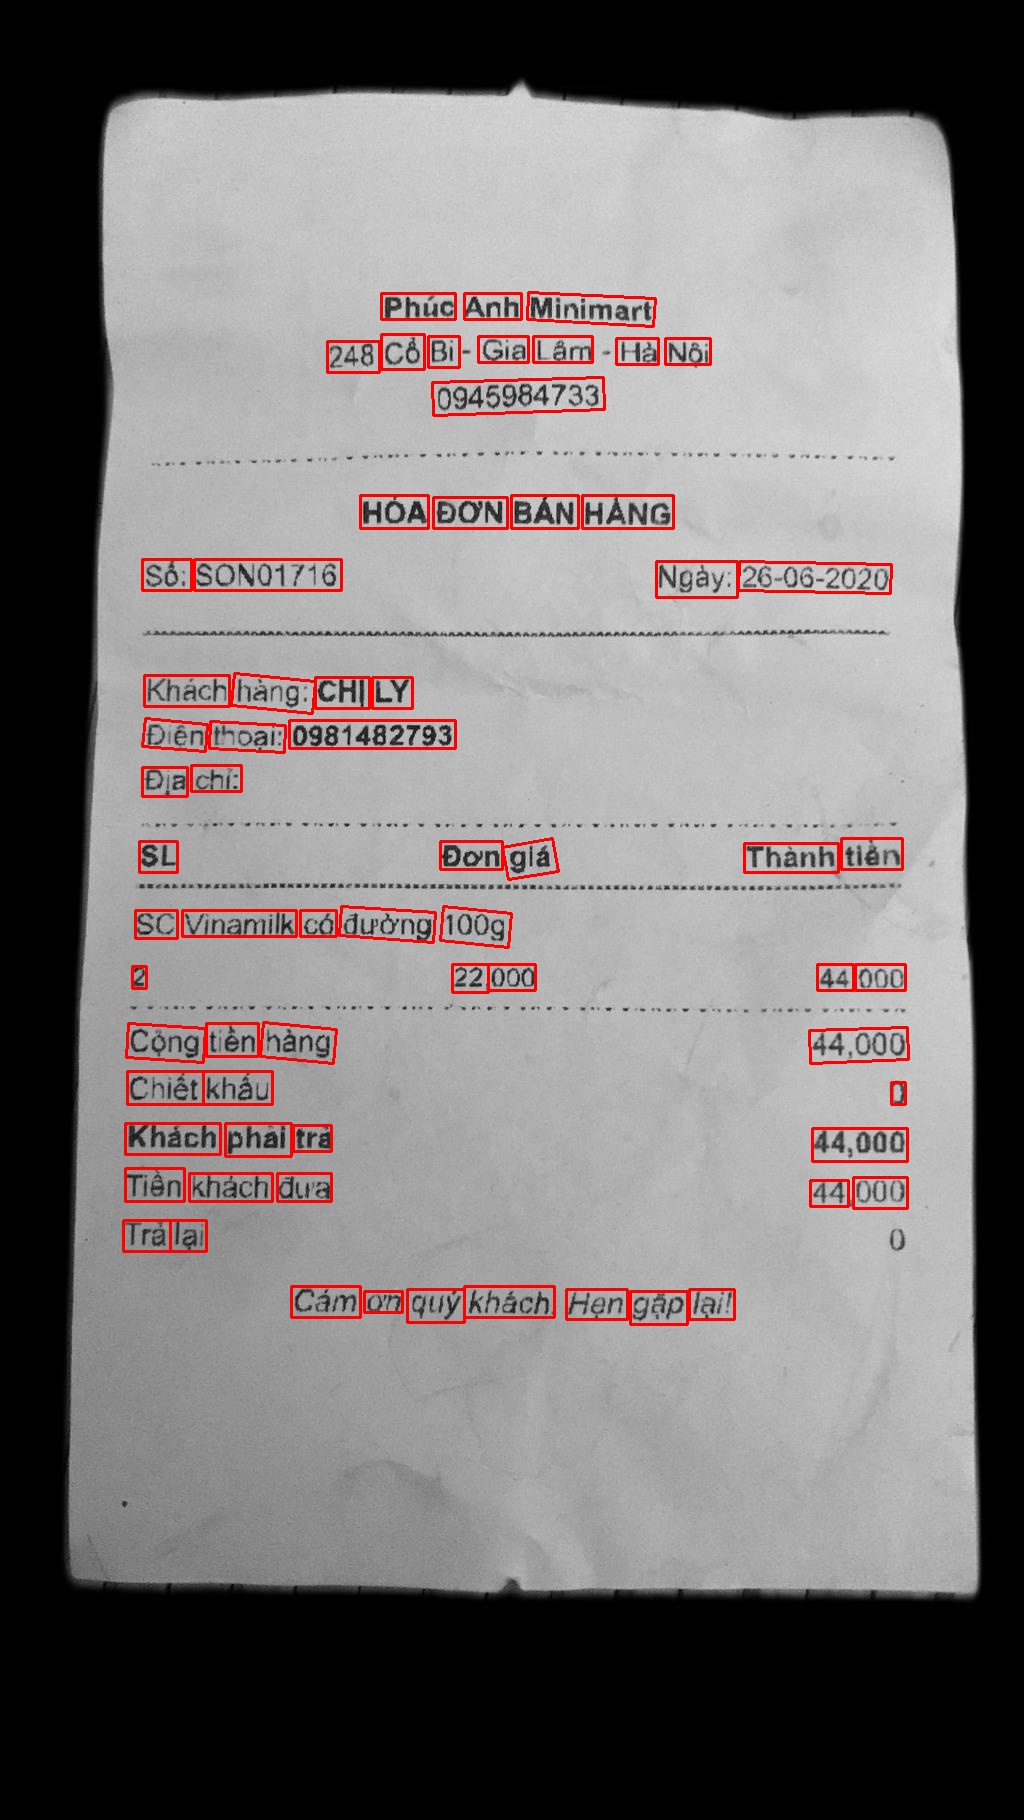 Phúc Anh Minimart
248 Cổ Bi - Gia Lâm - Hà Nội
0945984733
HÓA ĐƠN BÁN HÀNG
Số: SON01716 Ngày: 26-06-2020
Khách hàng: CHỊ LY
Điện thoại: 0981482793
Địa chỉ:
SL Đơn giá Thành tiền
SC Vinamilk có đường 100g
2 22,000 44,000
Cộng tiền hàng 44,000
Chiết khấu 0
Khách phải trả 44,000
Tiền khách đưa 44,000
Trả lại 0
Cám ơn quý khách. Hẹn gặp lại!